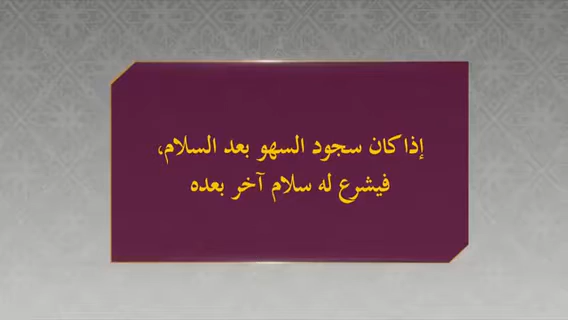 إذا كان سجود السهو بعد السلام،
فيشرع له سلام آخر بعده